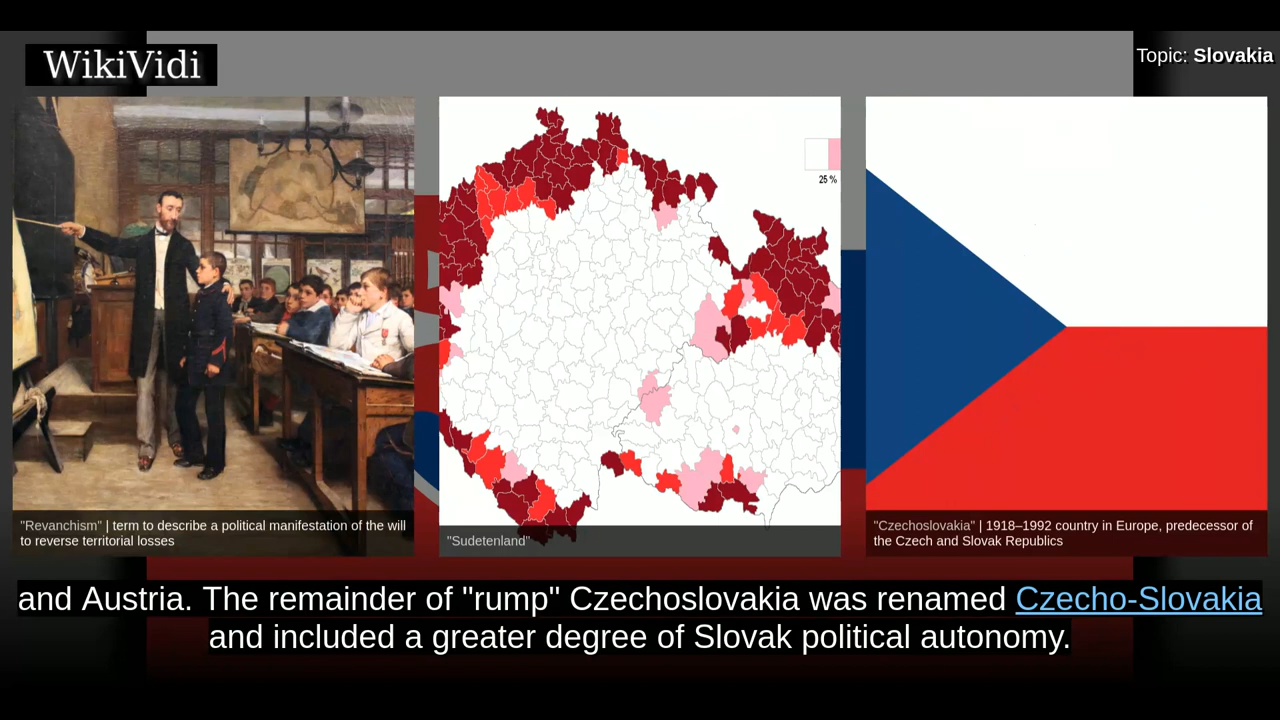 WikiVidi
Topic: Slovakia
25 %
"Revanchism" | term to describe a political manifestation of the will
to reverse territorial losses
"Sudetenland"
"Czechoslovakia" | 1918–1992 country in Europe, predecessor of
the Czech and Slovak Republics
and Austria. The remainder of "rump" Czechoslovakia was renamed Czecho-Slovakia
and included a greater degree of Slovak political autonomy.